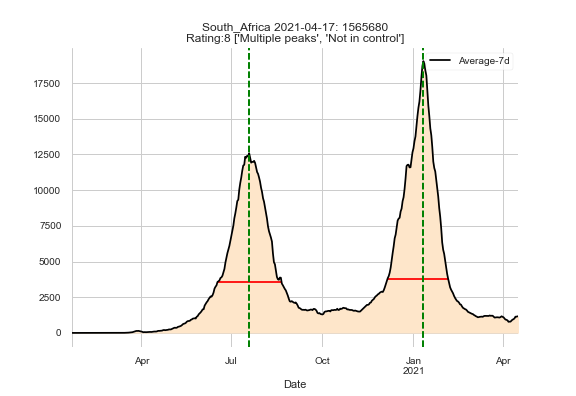 South_Africa 2021-04-17: 1565680
Rating:8 ['Multiple peaks', 'Not in control']
Average-7d
17500
15000
12500
10000
7500
5000
2500
0
Apr
Jul
Oct
Jan
2021
Apr
Date